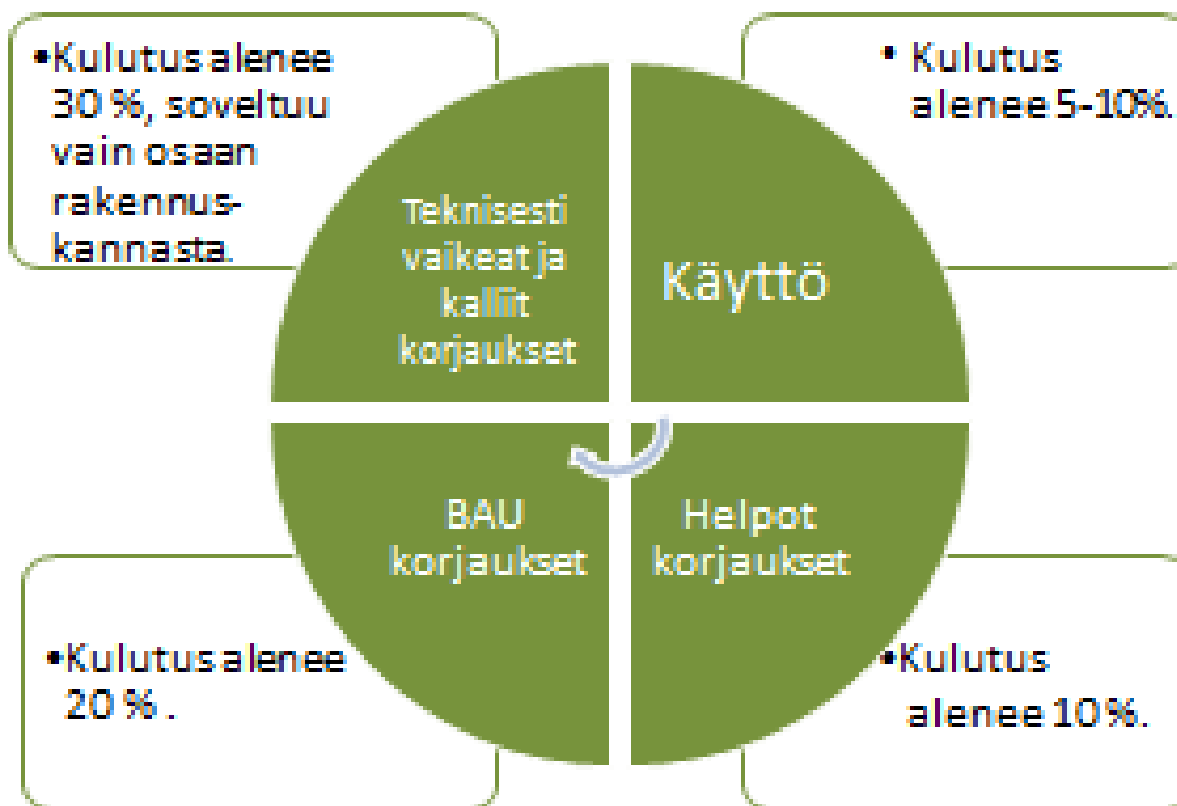 •Kulutus alenee
30 %, soveltuu
vain osaan
rakennus-
kannasta.
• Kulutus
alenee 5-10%.
Teknisesti
vaikeat ja
kalliit
korjaukset
Käyttö
BAU
korjaukset
Helpot
korjaukset
•Kulutus alenee
20 % .
•Kulutus
alenee 10 %.